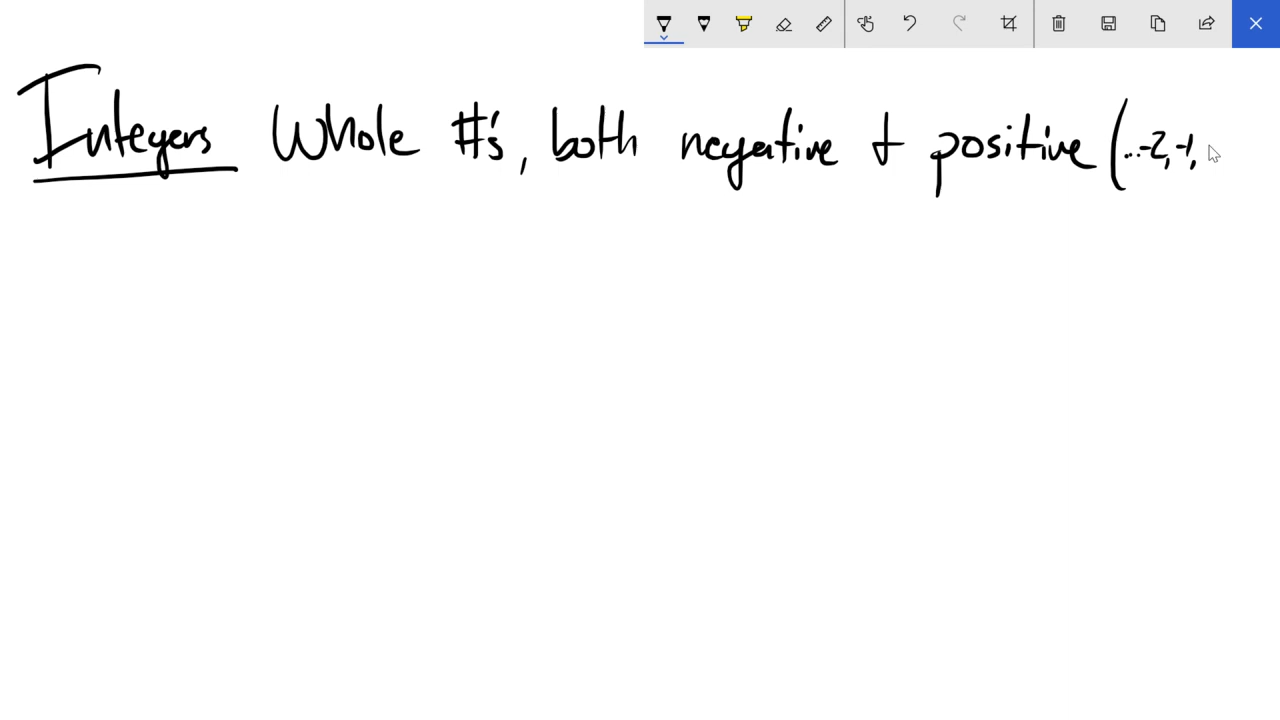 Integers Whole #'s, both negative + positive (...-2, -1,